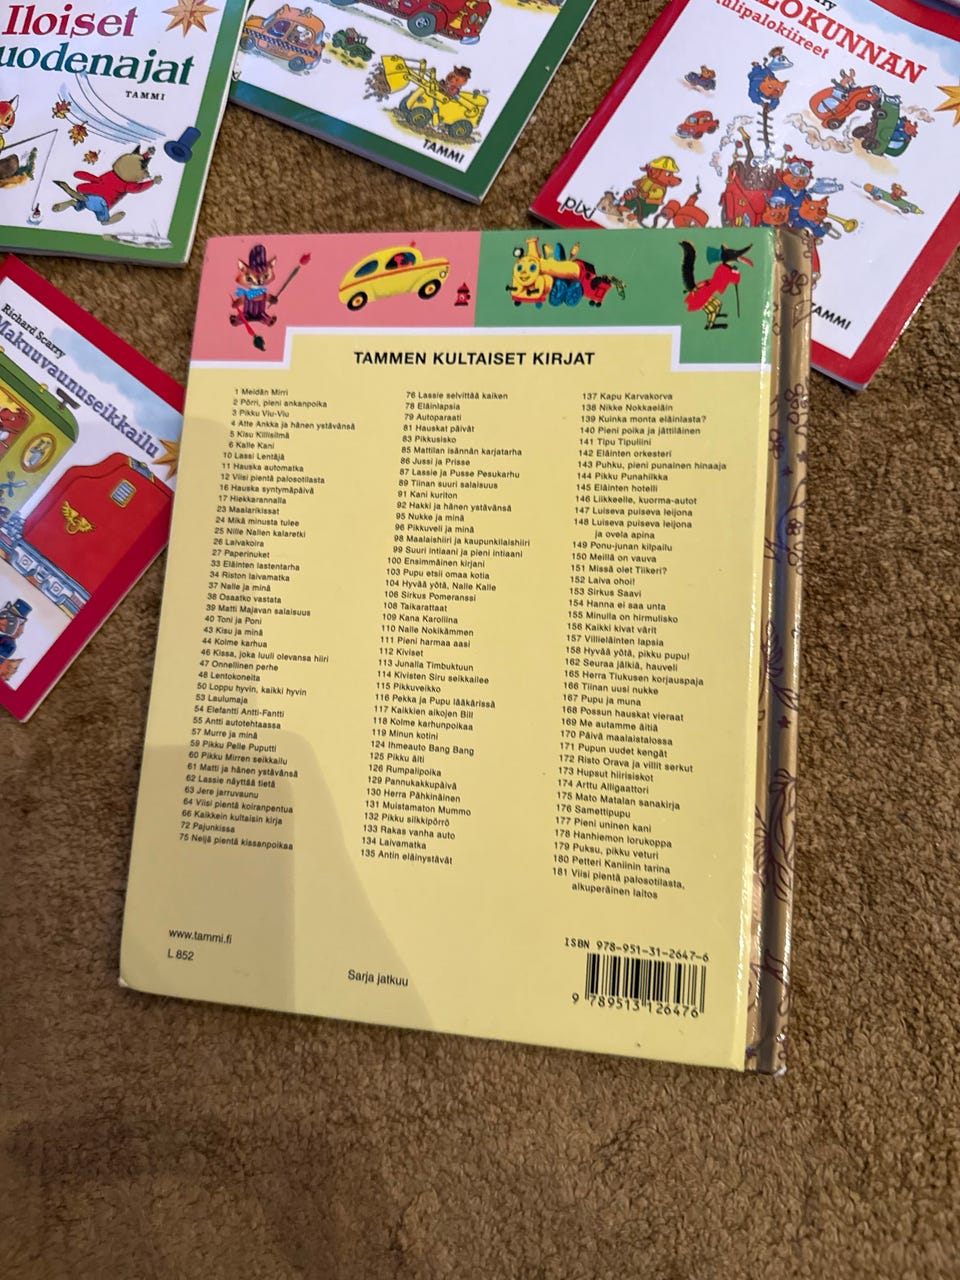 Iloiset
TAMMI
TAMMI
pixi
TAMMI
Richard Scarry
Makuuvaunuseikkailu
TAMMEN KULTAISET KIRJAT
1 Meidän Mirri
2 Pörri, pieni ankanpoika
3 Pikku Viu-Viu
4 Atte Ankka ja hänen ystävänsä
5 Kisu Killisilmä
6 Kalle Kani
10 Lassi Lentäjä
11 Hauska automatka
12 Viisi pientä palosotilasta
16 Hauska syntymäpäivä
17 Hiekkarannalla
23 Maalarikissat
24 Mikä minusta tulee
25 Nille Nallen kalaretki
26 Laivakoira
27 Paperinuket
33 Eläinten lastentarha
34 Riston laivamatka
37 Nalle ja minä
38 Osaatko vastata
39 Matti Majavan salaisuus
40 Toni ja Poni
43 Kisu ja minä
44 Kolme karhua
46 Kissa, joka luuli olevansa hiiri
47 Onnellinen perhe
48 Lentokoneita
50 Loppu hyvin, kaikki hyvin
53 Laulumaja
54 Elefantti Antti-Fantti
55 Antti autotehtaassa
57 Murre ja minä
59 Pikku Pelle Puputti
60 Pikku Mirren seikkailu
61 Matti ja hänen ystävänsä
62 Lassie näyttää tietä
63 Jere jarruvaunu
64 Viisi pientä koiranpentua
66 Kaikkein kultaisin kirja
72 Pajunkissa
75 Neljä pientä kissanpoikaa
76 Lassie selvittää kaiken
78 Eläinlapsia
79 Autoparaati
81 Hauskat päivät
83 Pikkusisko
85 Mattilan isännän karjatarha
86 Jussi ja Prisse
87 Lassie ja Pusse Pesukarhu
89 Tiinan suuri salaisuus
91 Kani kuriton
92 Hakki ja hänen ystävänsä
95 Nukke ja minä
96 Pikkuveli ja minä
98 Maalaishiiri ja kaupunkilaishiiri
99 Suuri intiaani ja pieni intiaani
100 Ensimmäinen kirjani
103 Pupu etsii omaa kotia
104 Hyvää yötä, Nalle Kalle
106 Sirkus Pomeranssi
108 Taikarattaat
109 Kana Karoliina
110 Nalle Nokikämmen
111 Pieni harmaa aasi
112 Kiviset
113 Junalla Timbuktuun
114 Kivisten Siru seikkailee
115 Pikkuveikko
116 Pekka ja Pupu lääkärissä
117 Kaikkien aikojen Bill
118 Kolme karhunpoikaa
119 Minun kotini
124 Ihmeauto Bang Bang
125 Pikku äiti
126 Rumpalipoika
129 Pannukakkupäivä
130 Herra Pähkinäinen
131 Muistamaton Mummo
132 Pikku silkkipörrö
133 Rakas vanha auto
134 Laivamatka
135 Antin eläinystävät
137 Kapu Karvakorva
138 Nikke Nokkaeläin
139 Kuinka monta eläinlasta?
140 Pieni poika ja jättiläinen
141 Tipu Tipuliini
142 Eläinten orkesteri
143 Puhku, pieni punainen hinaaja
144 Pikku Punahilkka
145 Eläinten hotelli
146 Liikkeelle, kuorma-autot
147 Luiseva puiseva leijona
148 Luiseva puiseva leijona
ja ovela apina
149 Ponu-junan kilpailu
150 Meillä on vauva
151 Missä olet Tiikeri?
152 Laiva ohoi!
153 Sirkus Saavi
154 Hanna ei saa unta
155 Minulla on hirmulisko
156 Kaikki kivat värit
157 Villieläinten lapsia
158 Hyvää yötä, pikku pupu!
162 Seuraa jälkiä, hauveli
165 Herra Tiukusen korjauspaja
166 Tiinan uusi nukke
167 Pupu ja muna
168 Possun hauskat vieraat
169 Me autamme äitiä
170 Päivä maalaistalossa
171 Pupun uudet kengät
172 Risto Orava ja villit serkut
173 Hupsut hiirisiskot
174 Arttu Alligaattori
175 Mato Matalan sanakirja
176 Samettipupu
177 Pieni uninen kani
178 Hanhiemon lorukoppa
179 Puksu, pikku veturi
180 Petteri Kaniinin tarina
181 Viisi pientä palosotilasta,
alkuperäinen laitos
www.tammi.fi
L 852
Sarja jatkuu
ISBN 978-951-31-2647-6
9 789513 126476